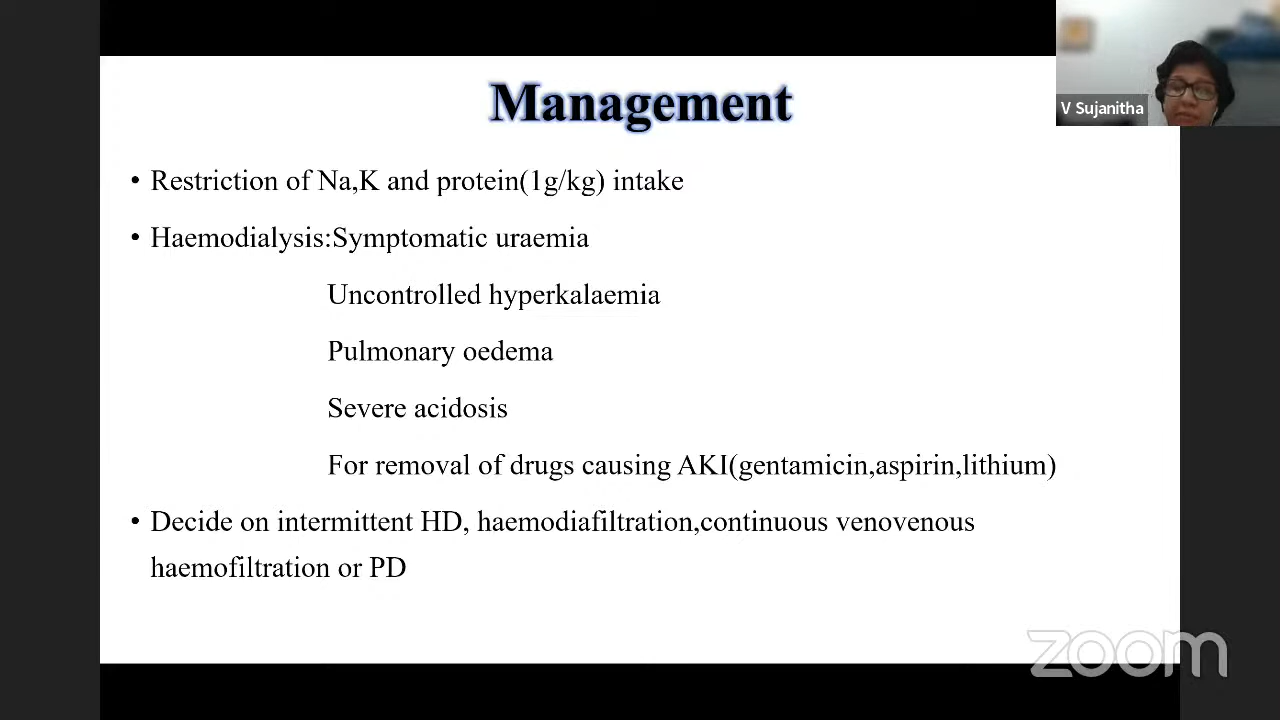 Management
V Sujanitha
• Restriction of Na,K and protein(1g/kg) intake
• Haemodialysis:Symptomatic uraemia
Uncontrolled hyperkalaemia
Pulmonary oedema
Severe acidosis
For removal of drugs causing AKI(gentamicin,aspirin,lithium)
• Decide on intermittent HD, haemodiafiltration,continuous venovenous
haemofiltration or PD
zoom